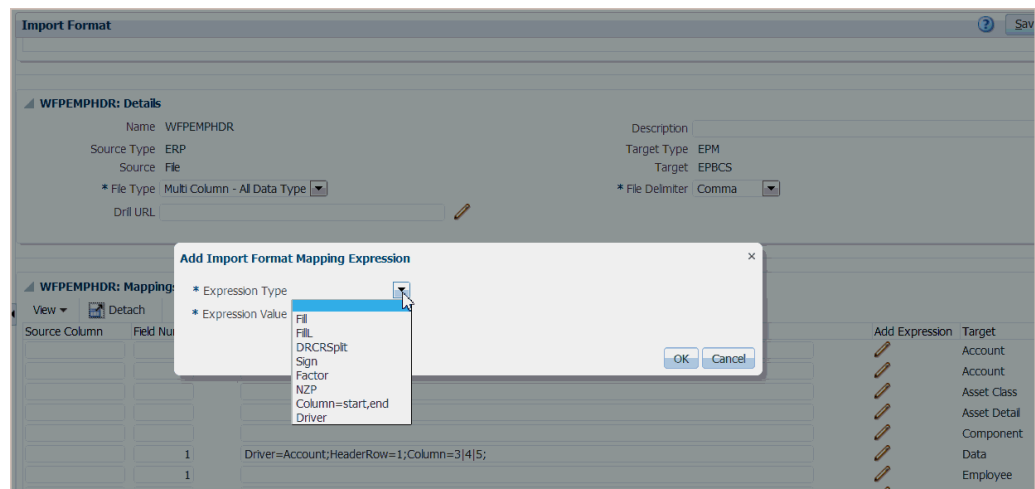 Import Format
?
WFPEMPHDR: Details
Name WFPEMPHDR Description
Source Type ERP Target Type EPM
Source File Target EPBCS
* File Type Multi Column - All Data Type * File Delimiter Comma
Drill URL
Add Import Format Mapping Expression
* Expression Type
* Expression Value
Fill
FillL
DRCRSplit
Sign
Factor
NZP
Column=start,end
Driver
OK Cancel
WFPEMPHDR: Mappings
View Detach
Source Column Add Expression Target
Account
Account
Asset Class
Asset Detail
Component
1 Driver=Account;HeaderRow=1;Column=3|4|5; Data
1 Employee